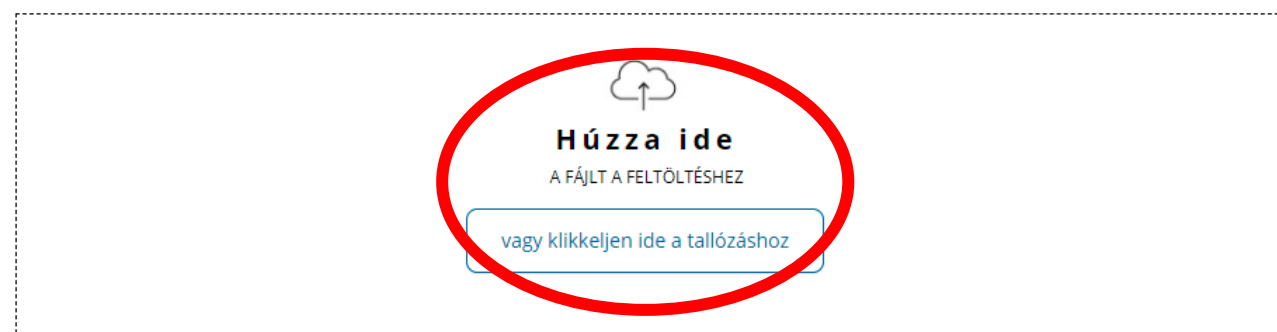 Húzza ide
A FÁJLT A FELTÖLTÉSHEZ
vagy klikkeljen ide a tallózáshoz